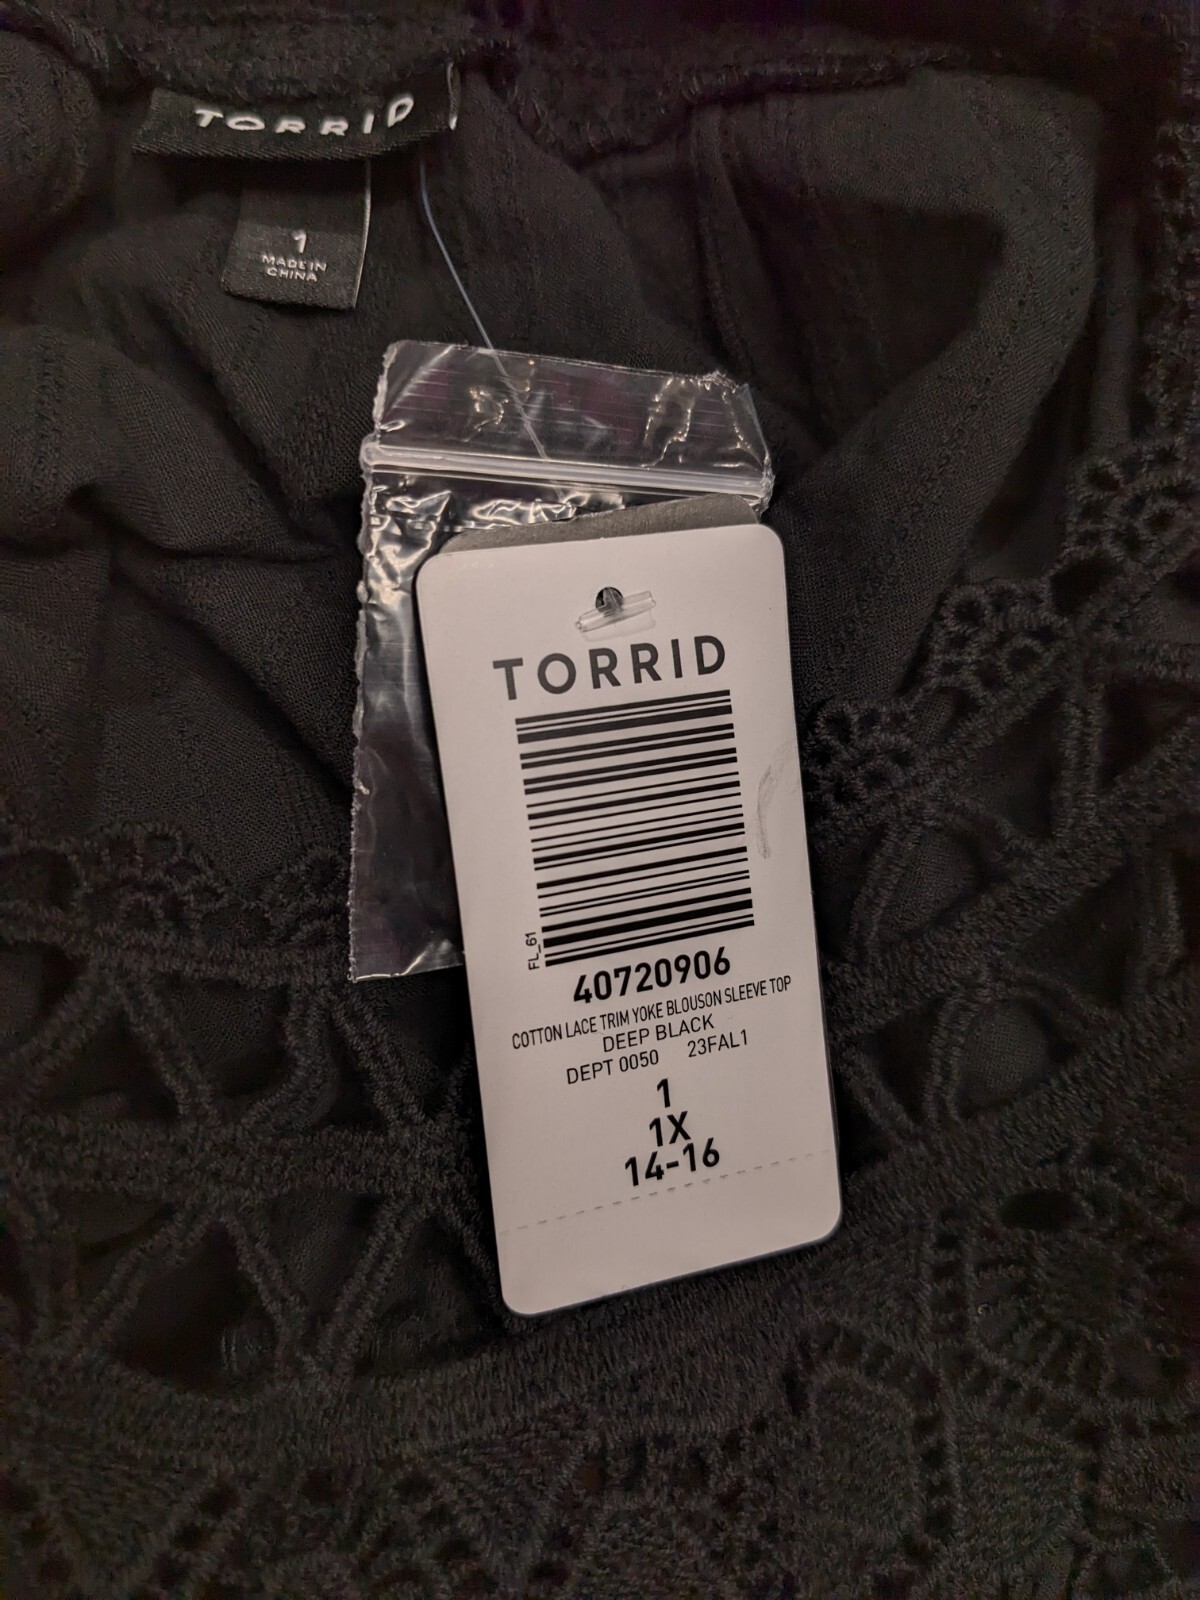 TORRID
1
MADE IN
CHINA
TORRID
FL_61
40720906
COTTON LACE TRIM YOKE BLOUSON SLEEVE TOP
DEEP BLACK
DEPT 0050 23FAL1
1
1X
14-16